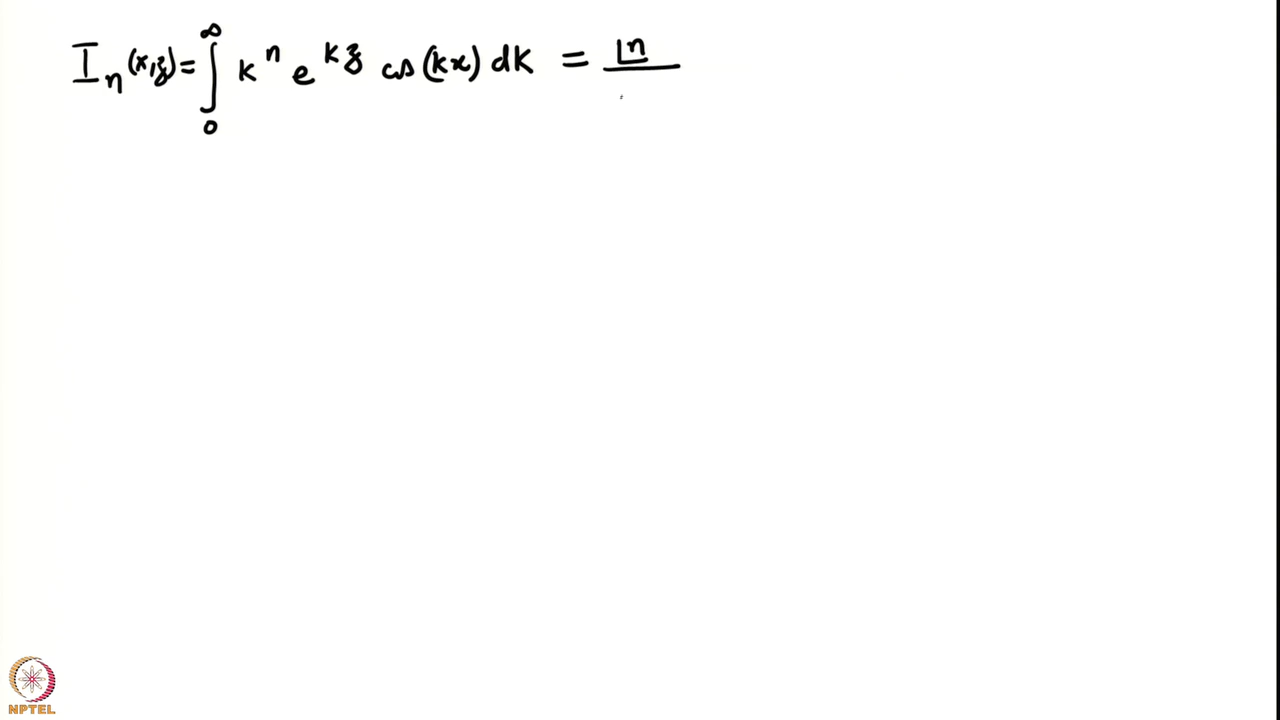 I_n(x,z) = ∫_0^∞ k^n e^{kz} cos(kx) dk = ⌊n / 
NPTEL